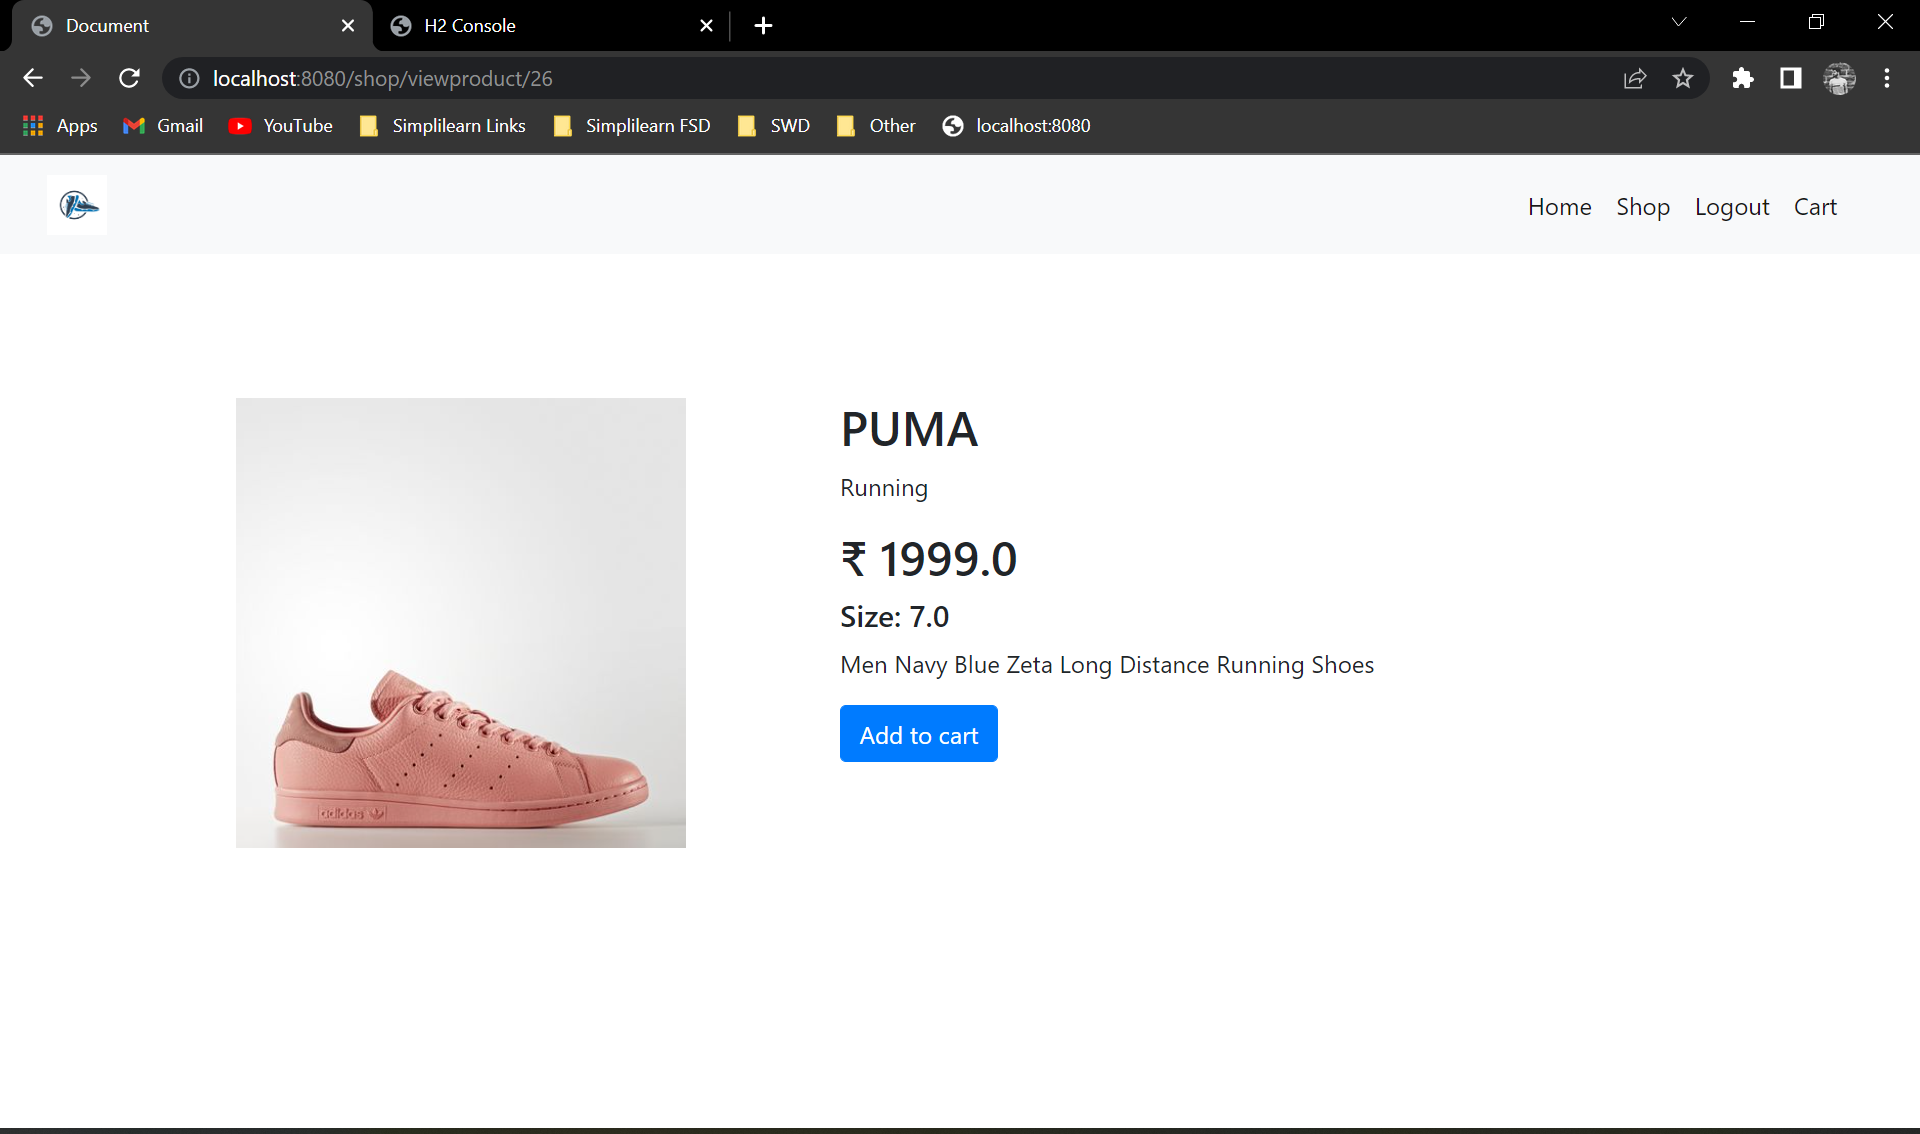 Document
H2 Console
localhost:8080/shop/viewproduct/26
Apps Gmail YouTube Simplilearn Links Simplilearn FSD SWD Other localhost:8080
Home Shop Logout Cart
PUMA
Running
₹ 1999.0
Size: 7.0
Men Navy Blue Zeta Long Distance Running Shoes
Add to cart
adidas